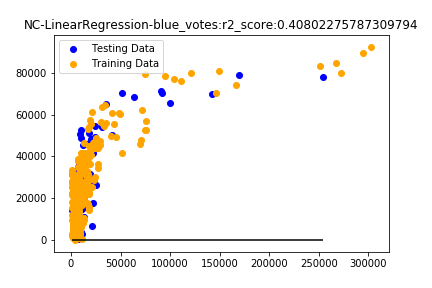 NC-LinearRegression-blue_votes:r2_score:0.40802275787309794
Testing Data
Training Data
80000
60000
40000
20000
0
0 50000 100000 150000 200000 250000 300000